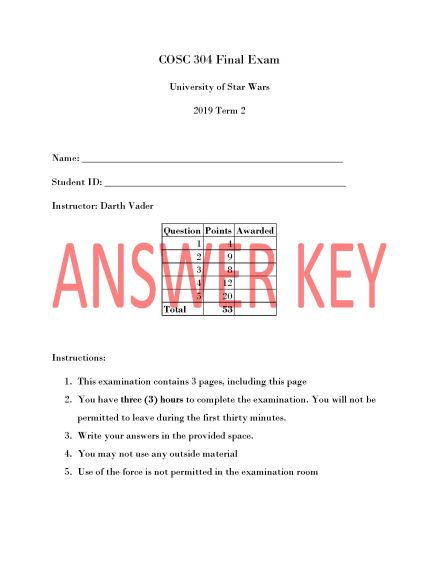 COSC 304 Final Exam
University of Star Wars
2019 Term 2
Name:
Student ID:
Instructor: Darth Vader
Question Points Awarded
1 4
2 9
3 8
4 12
5 20
Total 53
ANSWER KEY
Instructions:
1. This examination contains 3 pages, including this page
2. You have three (3) hours to complete the examination. You will not be
permitted to leave during the first thirty minutes.
3. Write your answers in the provided space.
4. You may not use any outside material
5. Use of the force is not permitted in the examination room